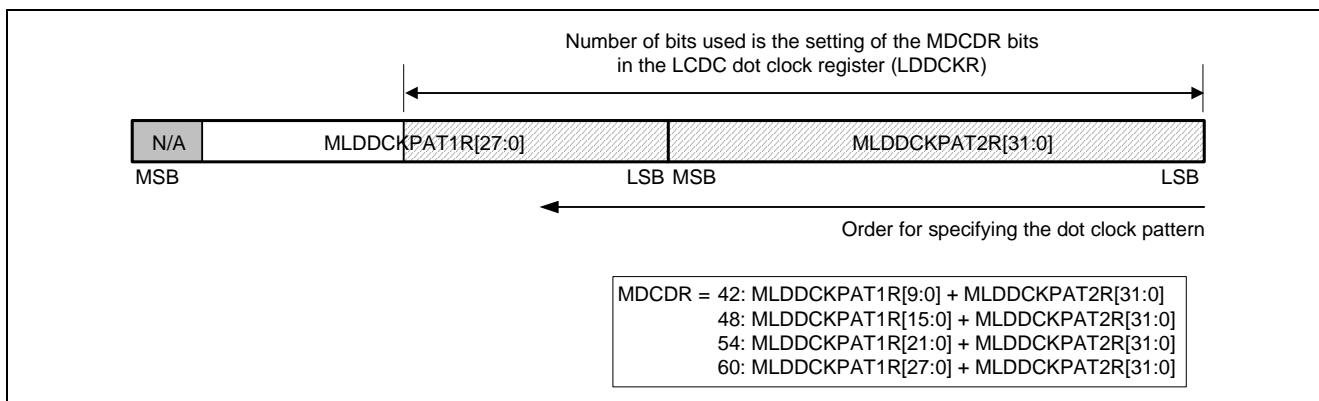 Number of bits used is the setting of the MDCDR bits
in the LCDC dot clock register (LDDCKR)
N/A MLDDCKPAT1R[27:0] MLDDCKPAT2R[31:0]
MSB LSB MSB LSB
Order for specifying the dot clock pattern
MDCDR = 42: MLDDCKPAT1R[9:0] + MLDDCKPAT2R[31:0]
48: MLDDCKPAT1R[15:0] + MLDDCKPAT2R[31:0]
54: MLDDCKPAT1R[21:0] + MLDDCKPAT2R[31:0]
60: MLDDCKPAT1R[27:0] + MLDDCKPAT2R[31:0]